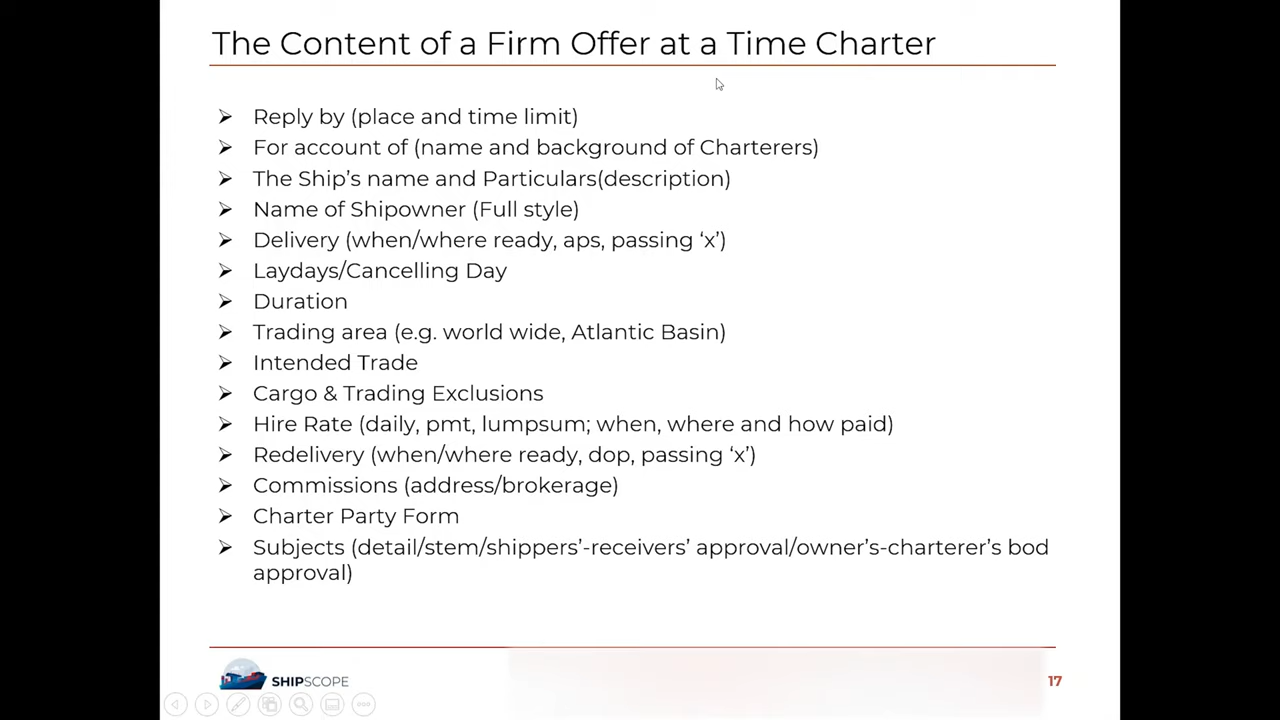 The Content of a Firm Offer at a Time Charter
Reply by (place and time limit)
For account of (name and background of Charterers)
The Ship's name and Particulars(description)
Name of Shipowner (Full style)
Delivery (when/where ready, aps, passing 'x')
Laydays/Cancelling Day
Duration
Trading area (e.g. world wide, Atlantic Basin)
Intended Trade
Cargo & Trading Exclusions
Hire Rate (daily, pmt, lumpsum; when, where and how paid)
Redelivery (when/where ready, dop, passing 'x')
Commissions (address/brokerage)
Charter Party Form
Subjects (detail/stem/shippers'-receivers' approval/owner's-charterer's bod
approval)
SHIPSCOPE
17